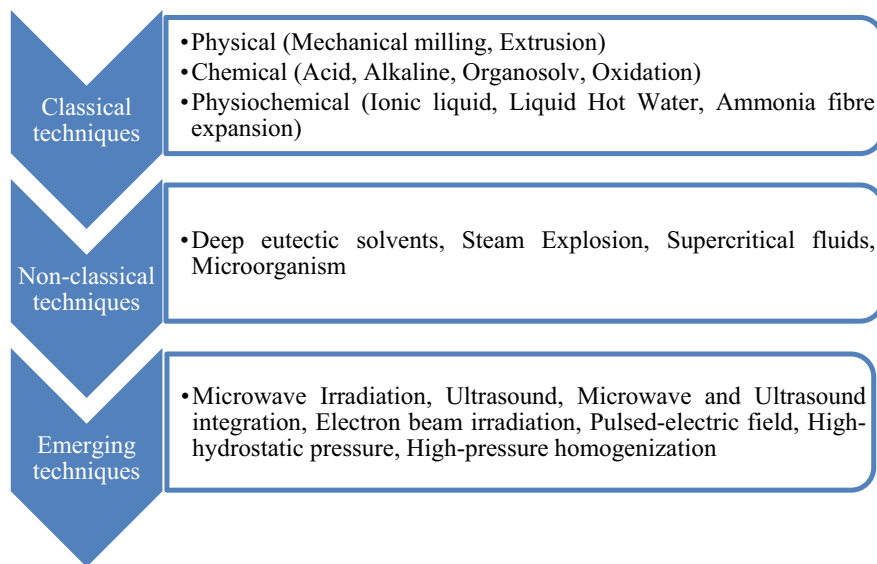 Classical
techniques
•Physical (Mechanical milling, Extrusion)
•Chemical (Acid, Alkaline, Organosolv, Oxidation)
•Physiochemical (Ionic liquid, Liquid Hot Water, Ammonia fibre
expansion)
Non-classical
techniques
•Deep eutectic solvents, Steam Explosion, Supercritical fluids,
Microorganism
Emerging
techniques
•Microwave Irradiation, Ultrasound, Microwave and Ultrasound
integration, Electron beam irradiation, Pulsed-electric field, High-
hydrostatic pressure, High-pressure homogenization